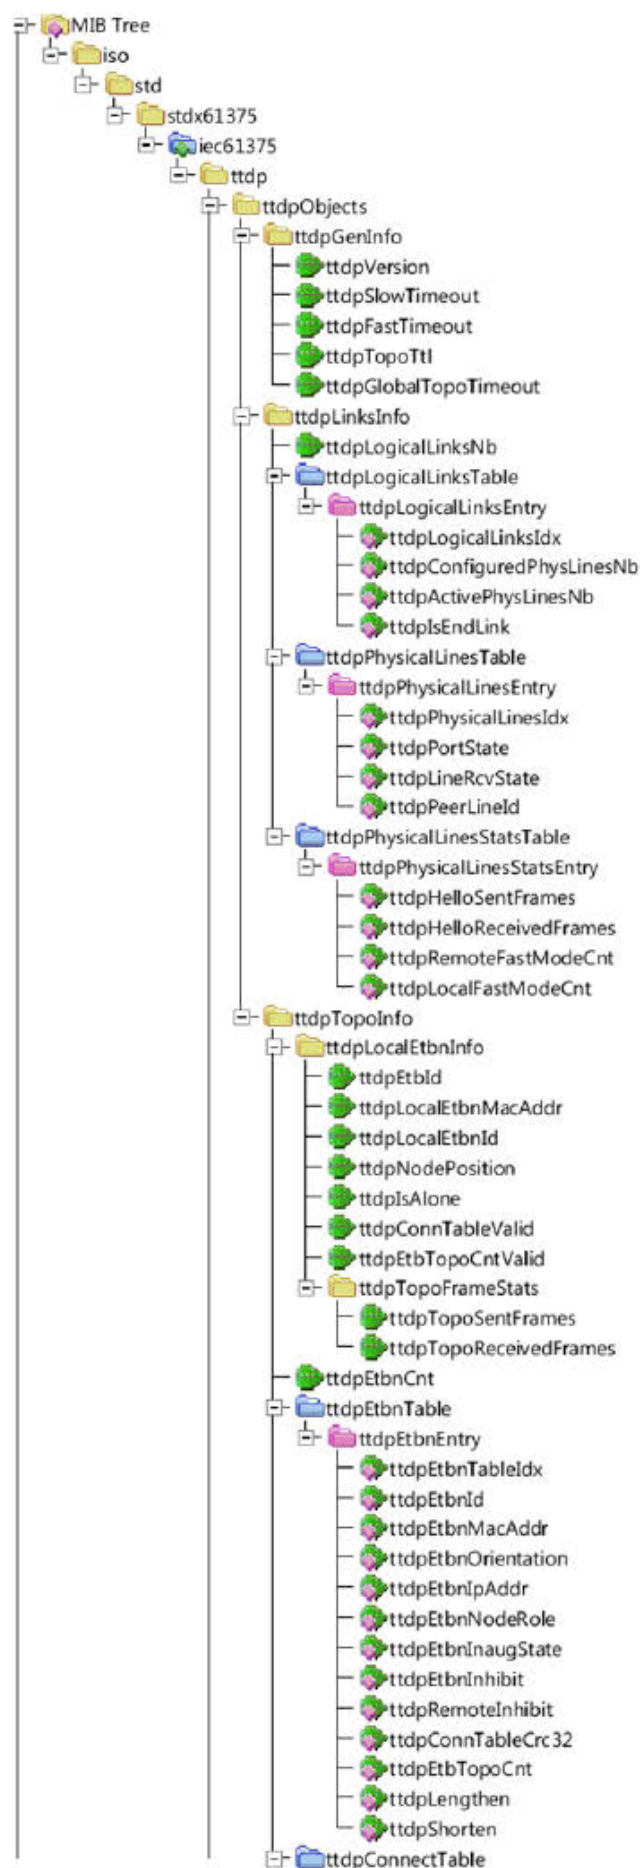 MIB Tree
iso
std
stdx61375
iec61375
ttdp
ttdpObjects
ttdpGenInfo
ttdpVersion
ttdpSlowTimeout
ttdpFastTimeout
ttdpTopoTtl
ttdpGlobalTopoTimeout
ttdpLinksInfo
ttdpLogicalLinksNb
ttdpLogicalLinksTable
ttdpLogicalLinksEntry
ttdpLogicalLinksIdx
ttdpConfiguredPhysLinesNb
ttdpActivePhysLinesNb
ttdpIsEndLink
ttdpPhysicalLinesTable
ttdpPhysicalLinesEntry
ttdpPhysicalLinesIdx
ttdpPortState
ttdpLineRcvState
ttdpPeerLineId
ttdpPhysicalLinesStatsTable
ttdpPhysicalLinesStatsEntry
ttdpHelloSentFrames
ttdpHelloReceivedFrames
ttdpRemoteFastModeCnt
ttdpLocalFastModeCnt
ttdpTopoInfo
ttdpLocalEtbnInfo
ttdpEtbId
ttdpLocalEtbnMacAddr
ttdpLocalEtbnId
ttdpNodePosition
ttdpIsAlone
ttdpConnTableValid
ttdpEtbTopoCntValid
ttdpTopoFrameStats
ttdpTopoSentFrames
ttdpTopoReceivedFrames
ttdpEtbnCnt
ttdpEtbnTable
ttdpEtbnEntry
ttdpEtbnTableIdx
ttdpEtbnId
ttdpEtbnMacAddr
ttdpEtbnOrientation
ttdpEtbnIpAddr
ttdpEtbnNodeRole
ttdpEtbnInaugState
ttdpEtbnInhibit
ttdpRemoteInhibit
ttdpConnTableCrc32
ttdpEtbTopoCnt
ttdpLengthen
ttdpShorten
ttdpConnectTable